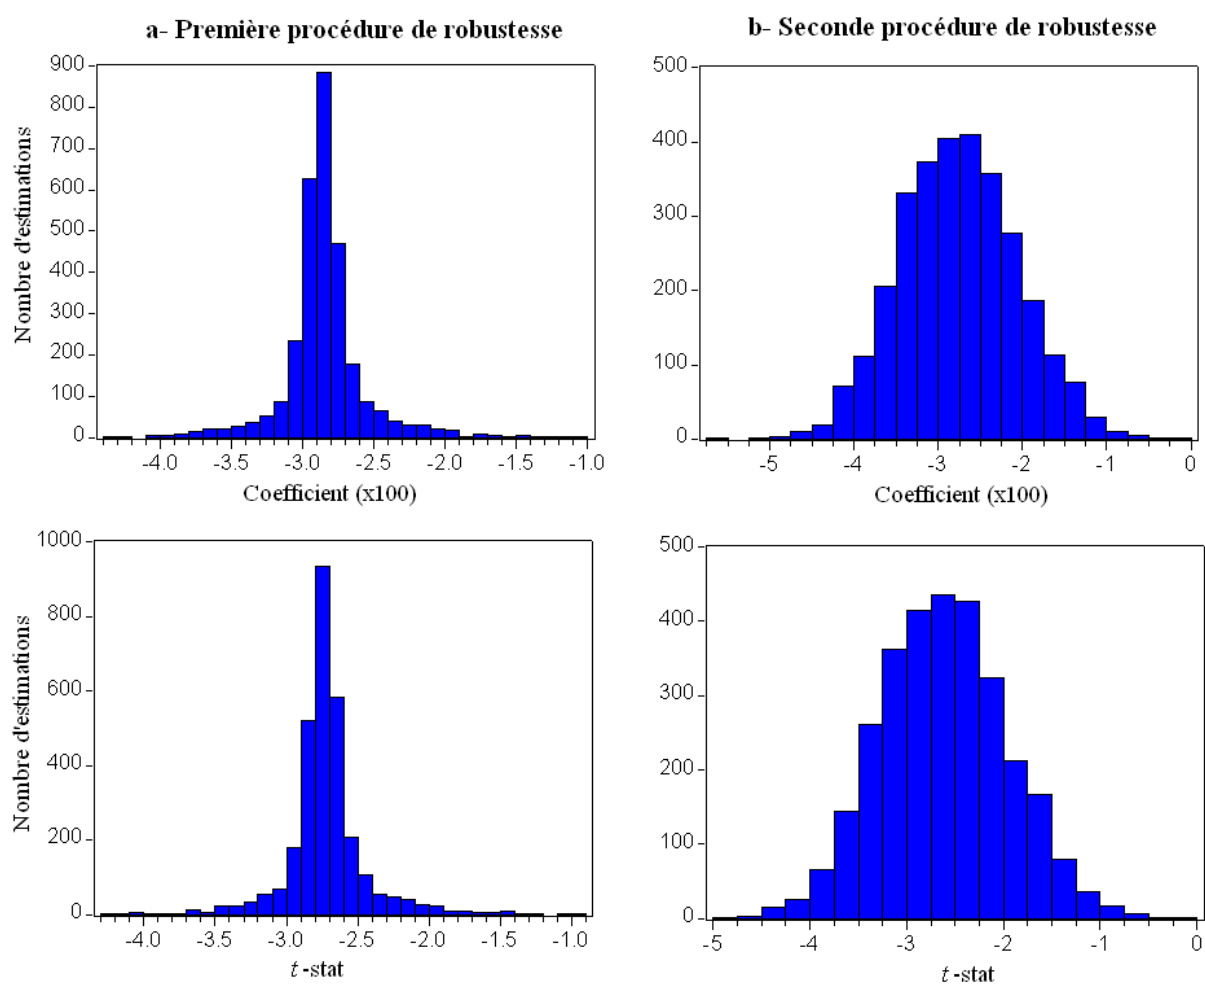 a- Première procédure de robustesse
b- Seconde procédure de robustesse
900
800
700
600
500
400
300
200
100
0
Nombre d'estimations
-4.0 -3.5 -3.0 -2.5 -2.0 -1.5 -1.0
Coefficient (x100)
500
400
300
200
100
0
-5 -4 -3 -2 -1 0
Coefficient (x100)
1000
800
600
400
200
0
Nombre d'estimations
-4.0 -3.5 -3.0 -2.5 -2.0 -1.5 -1.0
t -stat
500
400
300
200
100
0
-5 -4 -3 -2 -1 0
t -stat